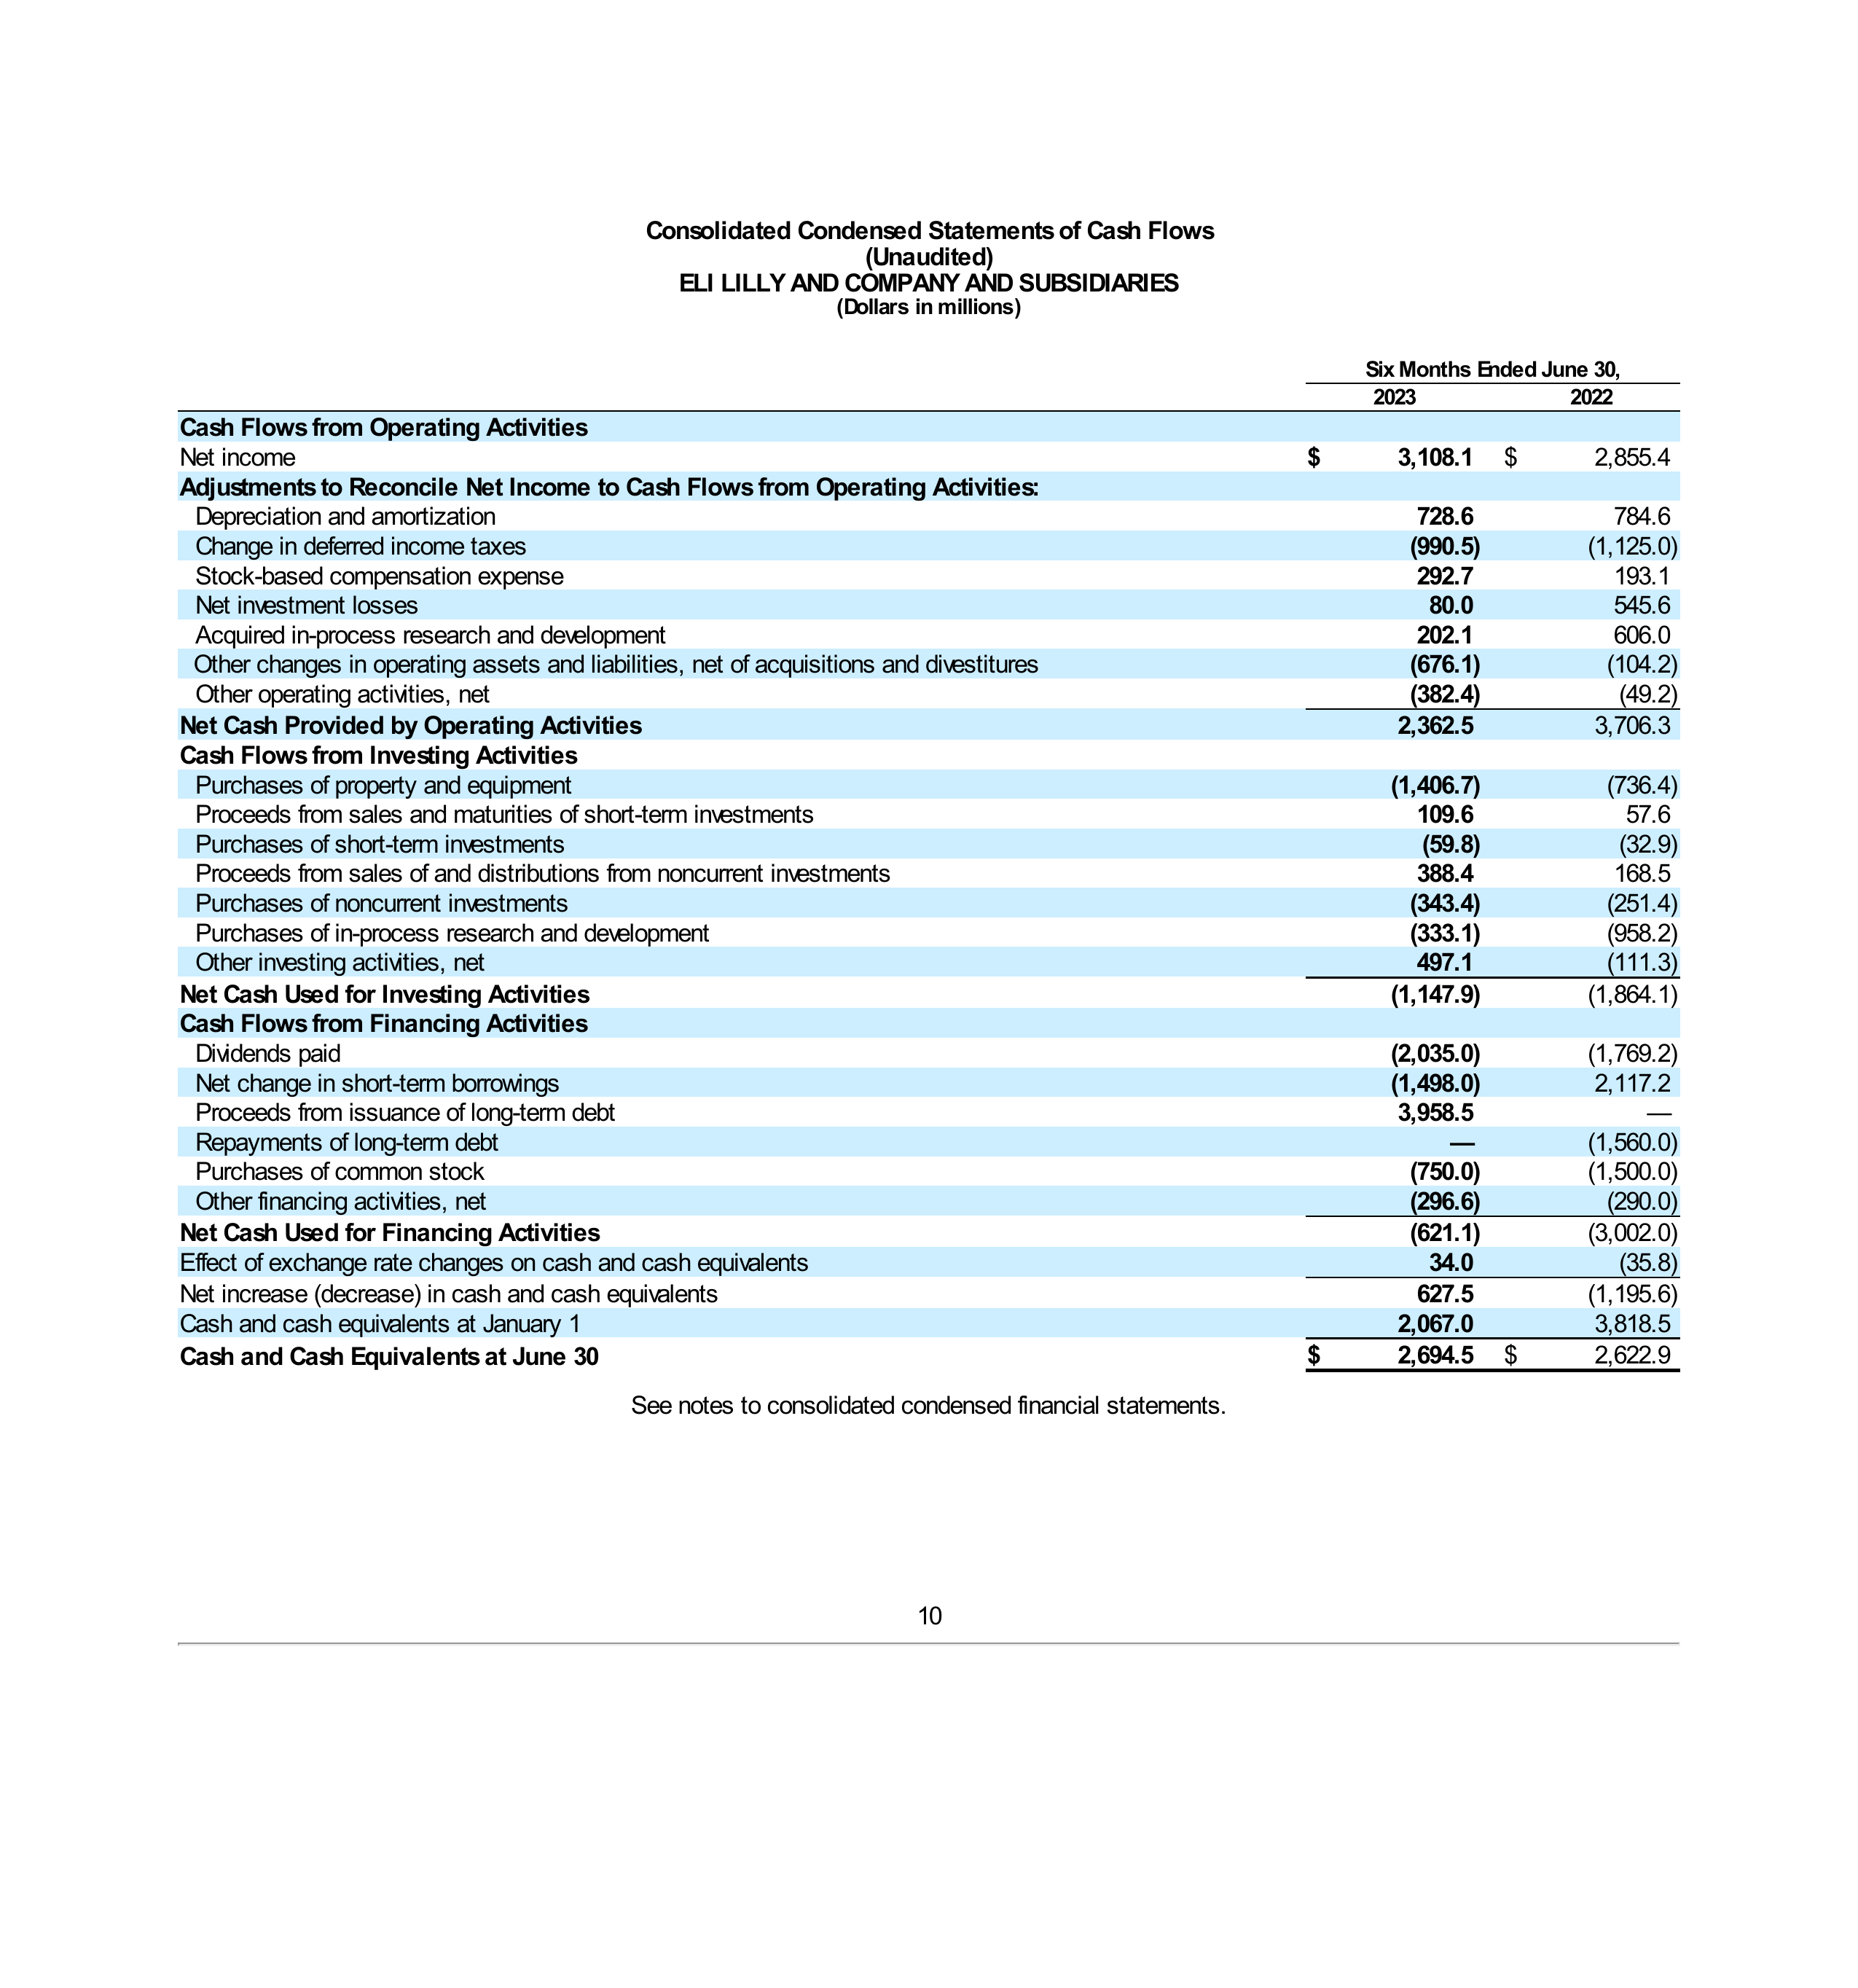 Consolidated Condensed Statements of Cash Flows
(Unaudited)
ELI LILLY AND COMPANY AND SUBSIDIARIES
(Dollars in millions)
Six Months Ended June 30,
2023 2022
Cash Flows from Operating Activities
Net income $ 3,108.1 $ 2,855.4
Adjustments to Reconcile Net Income to Cash Flows from Operating Activities:
Depreciation and amortization 728.6 784.6
Change in deferred income taxes (990.5) (1,125.0)
Stock-based compensation expense 292.7 193.1
Net investment losses 80.0 545.6
Acquired in-process research and development 202.1 606.0
Other changes in operating assets and liabilities, net of acquisitions and divestitures (676.1) (104.2)
Other operating activities, net (382.4) (49.2)
Net Cash Provided by Operating Activities 2,362.5 3,706.3
Cash Flows from Investing Activities
Purchases of property and equipment (1,406.7) (736.4)
Proceeds from sales and maturities of short-term investments 109.6 57.6
Purchases of short-term investments (59.8) (32.9)
Proceeds from sales of and distributions from noncurrent investments 388.4 168.5
Purchases of noncurrent investments (343.4) (251.4)
Purchases of in-process research and development (333.1) (958.2)
Other investing activities, net 497.1 (111.3)
Net Cash Used for Investing Activities (1,147.9) (1,864.1)
Cash Flows from Financing Activities
Dividends paid (2,035.0) (1,769.2)
Net change in short-term borrowings (1,498.0) 2,117.2
Proceeds from issuance of long-term debt 3,958.5 —
Repayments of long-term debt — (1,560.0)
Purchases of common stock (750.0) (1,500.0)
Other financing activities, net (296.6) (290.0)
Net Cash Used for Financing Activities (621.1) (3,002.0)
Effect of exchange rate changes on cash and cash equivalents 34.0 (35.8)
Net increase (decrease) in cash and cash equivalents 627.5 (1,195.6)
Cash and cash equivalents at January 1 2,067.0 3,818.5
Cash and Cash Equivalents at June 30 $ 2,694.5 $ 2,622.9
See notes to consolidated condensed financial statements.
10